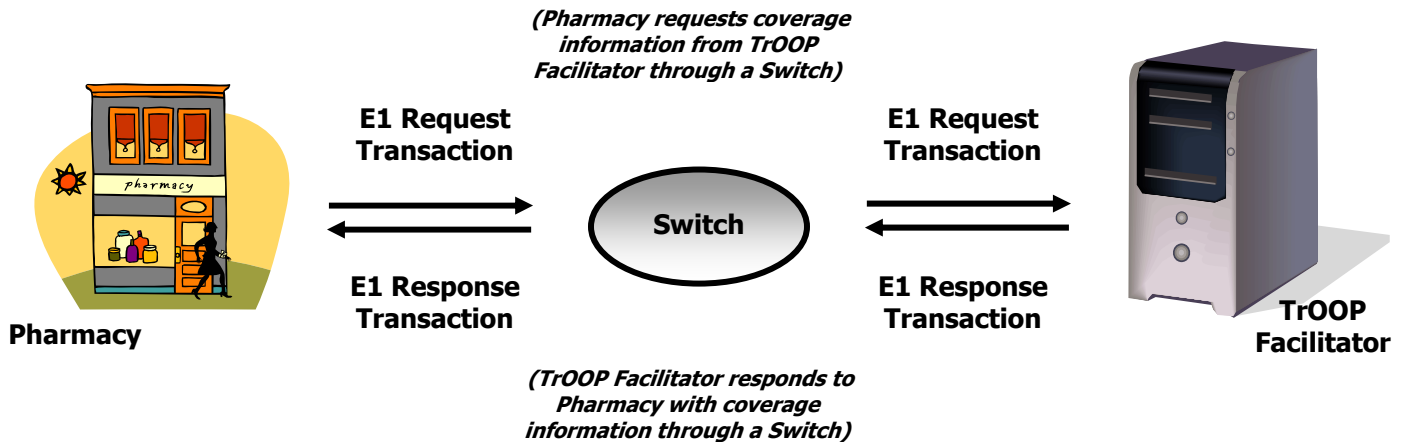 (Pharmacy requests coverage
information from TrOOP
Facilitator through a Switch)
E1 Request
Transaction
E1 Request
Transaction
pharmacy
Switch
E1 Response
Transaction
E1 Response
Transaction
Pharmacy
TrOOP
Facilitator
(TrOOP Facilitator responds to
Pharmacy with coverage
information through a Switch)